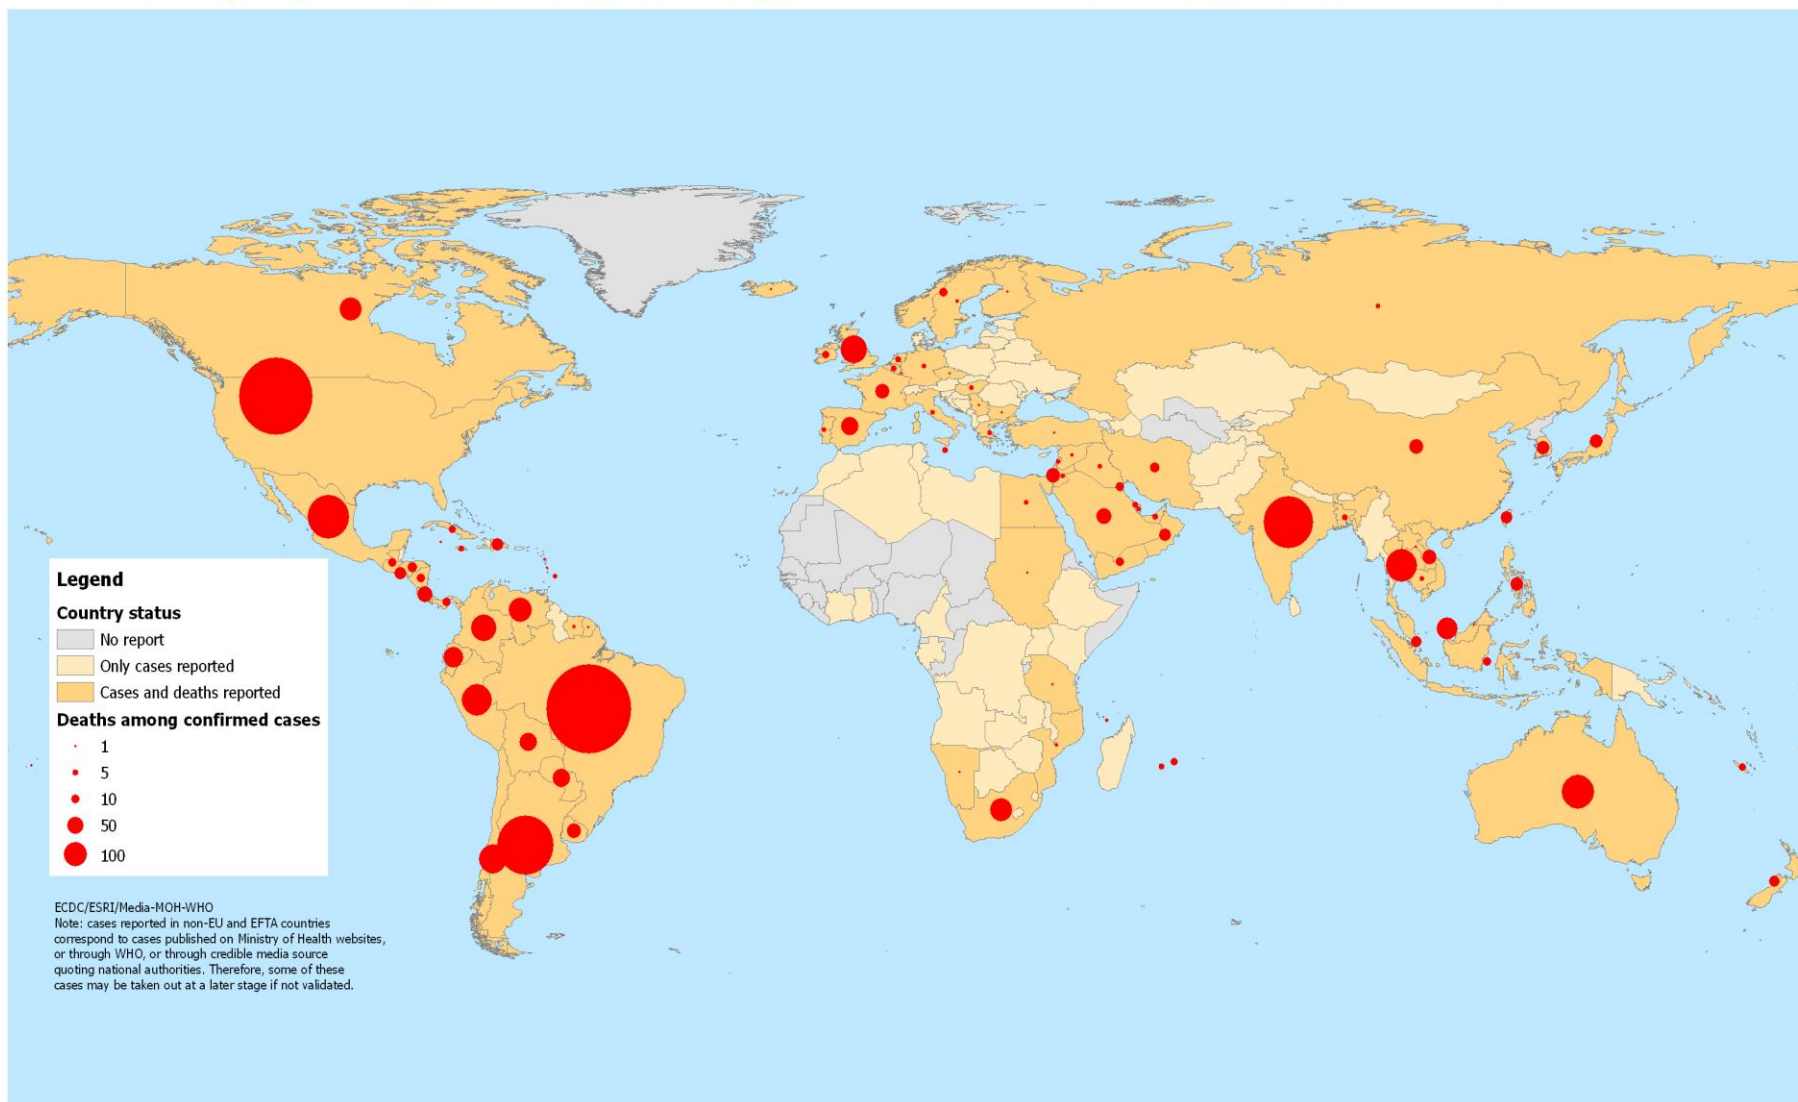 Legend
Country status
No report
Only cases reported
Cases and deaths reported
Deaths among confirmed cases
1
5
10
50
100
ECDC/ESRI/Media-MOH-WHO
Note: cases reported in non-EU and EFTA countries
correspond to cases published on Ministry of Health websites,
or through WHO, or through credible media source
quoting national authorities. Therefore, some of these
cases may be taken out at a later stage if not validated.